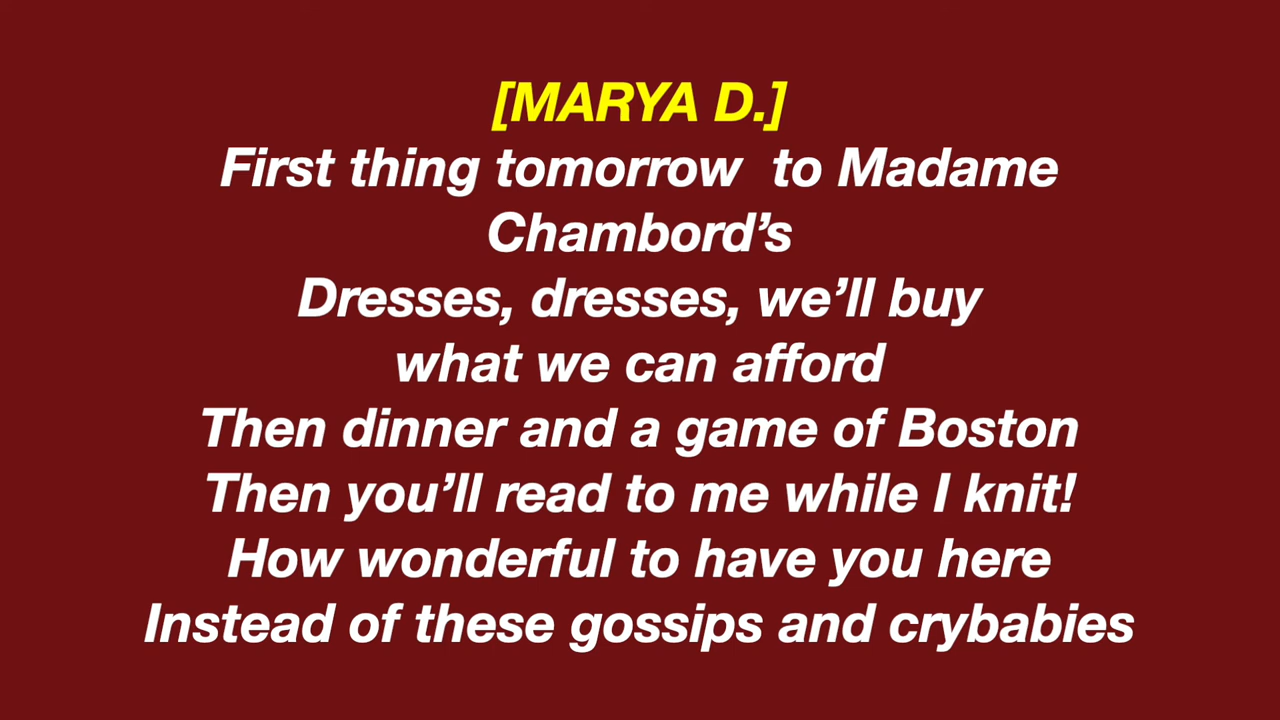 [MARYA D.]
First thing tomorrow  to Madame
Chambord’s
Dresses, dresses, we’ll buy
what we can afford
Then dinner and a game of Boston
Then you’ll read to me while I knit!
How wonderful to have you here
Instead of these gossips and crybabies